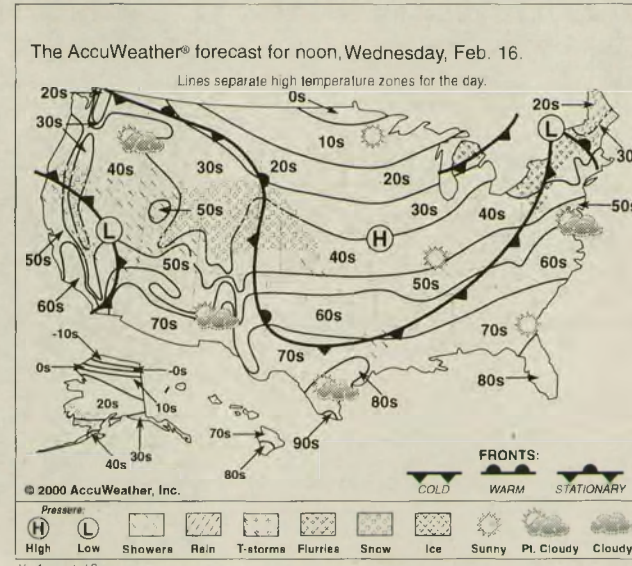 The AccuWeather® forecast for noon, Wednesday, Feb. 16.
Lines separate high temperature zones for the day.
20s
0s
20s
30s
10s
L
30s
40s
30s
20s
20s
30s
40s
50s
50s
L
H
40s
50s
50s
50s
60s
60s
60s
70s
70s
70s
80s
80s
90s
-10s
0s
-0s
10s
20s
40s
30s
70s
80s
FRONTS:
COLD WARM STATIONARY
© 2000 AccuWeather, Inc.
Pressure:
H L
High Low Showers Rain T-storms Flurries Snow Ice Sunny Pt. Cloudy Cloudy